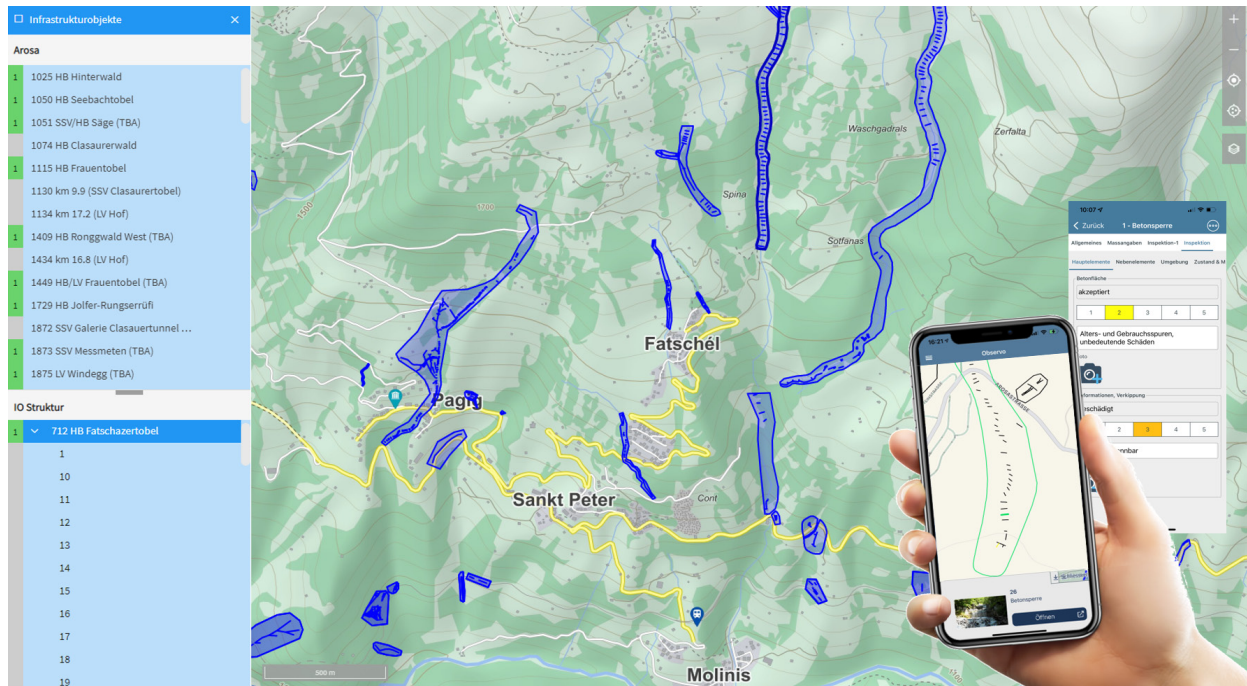 Infrastrukturobjekte
Arosa
1 1025 HB Hinterwald
1 1050 HB Seebachtobel
1 1051 SSV/HB Säge (TBA)
1074 HB Clasaurerwald
1 1115 HB Frauentobel
1130 km 9.9 (SSV Clasaurertobel)
1134 km 17.2 (LV Hof)
1 1409 HB Ronggwald West (TBA)
1434 km 16.8 (LV Hof)
1 1449 HB/LV Frauentobel (TBA)
1 1729 HB Jolfer-Rungserrüfi
1872 SSV Galerie Clasauertunnel ...
1 1873 SSV Messmeten (TBA)
1 1875 LV Windegg (TBA)
IO Struktur
1 712 HB Fatschazertobel
1
10
11
12
13
14
15
16
17
18
19
1500
1700
Waschgadrals
Zerfalta
Spina
Sotfanas
Fatschél
Pagig
Sankt Peter
Cont
Molinis
500 m
1100
10:07
Zurück 1 - Betonsperre
Allgemeines Massangaben Inspektion-1 Inspektion
Hauptelemente Nebenelemente Umgebung Zustand & M
Betonfläche
akzeptiert
1 2 3 4 5
Alters- und Gebrauchsspuren,
unbedeutende Schäden
2 3 4 5
16:21
Observo
AROSASTRASSE
26
Betonsperre
Öffnen